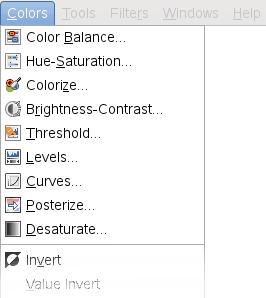 Colors Tools Filters Windows Help
Color Balance...
Hue-Saturation...
Colorize...
Brightness-Contrast...
Threshold...
Levels...
Curves...
Posterize...
Desaturate...
Invert
Value Invert